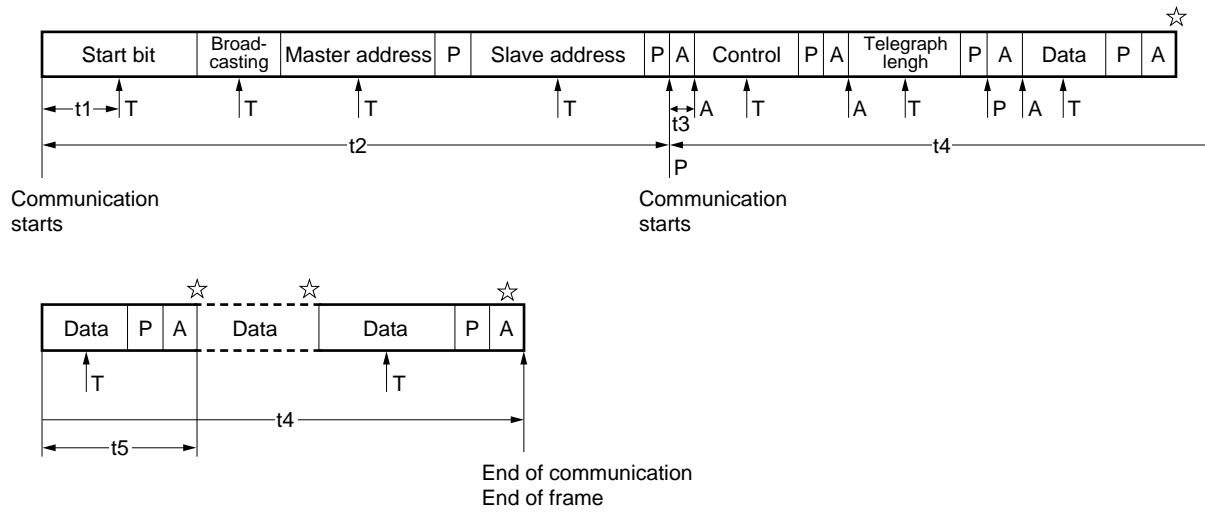 Start bit
Broad-
casting
Master address
P
Slave address
P
A
Control
P
A
Telegraph
lengh
P
A
Data
P
A
t1
T
T
T
T
t3
A
T
A
T
P
A
T
t2
t4
P
Communication
starts
Communication
starts
Data
P
A
Data
Data
P
A
T
T
t4
t5
End of communication
End of frame